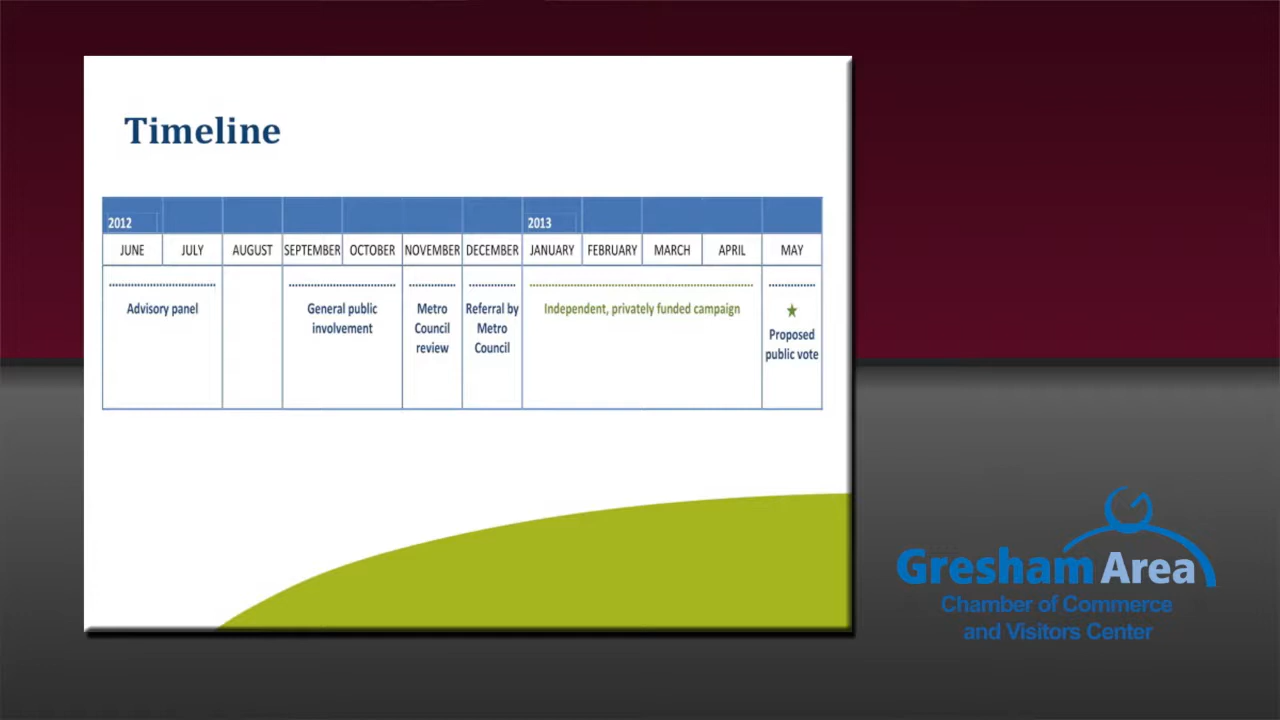 Timeline
2012 2013
JUNE JULY AUGUST SEPTEMBER OCTOBER NOVEMBER DECEMBER JANUARY FEBRUARY MARCH APRIL MAY
Advisory panel
General public
involvement
Metro
Council
review
Referral by
Metro
Council
Independent, privately funded campaign
Proposed
public vote
Gresham Area
Chamber of Commerce
and Visitors Center